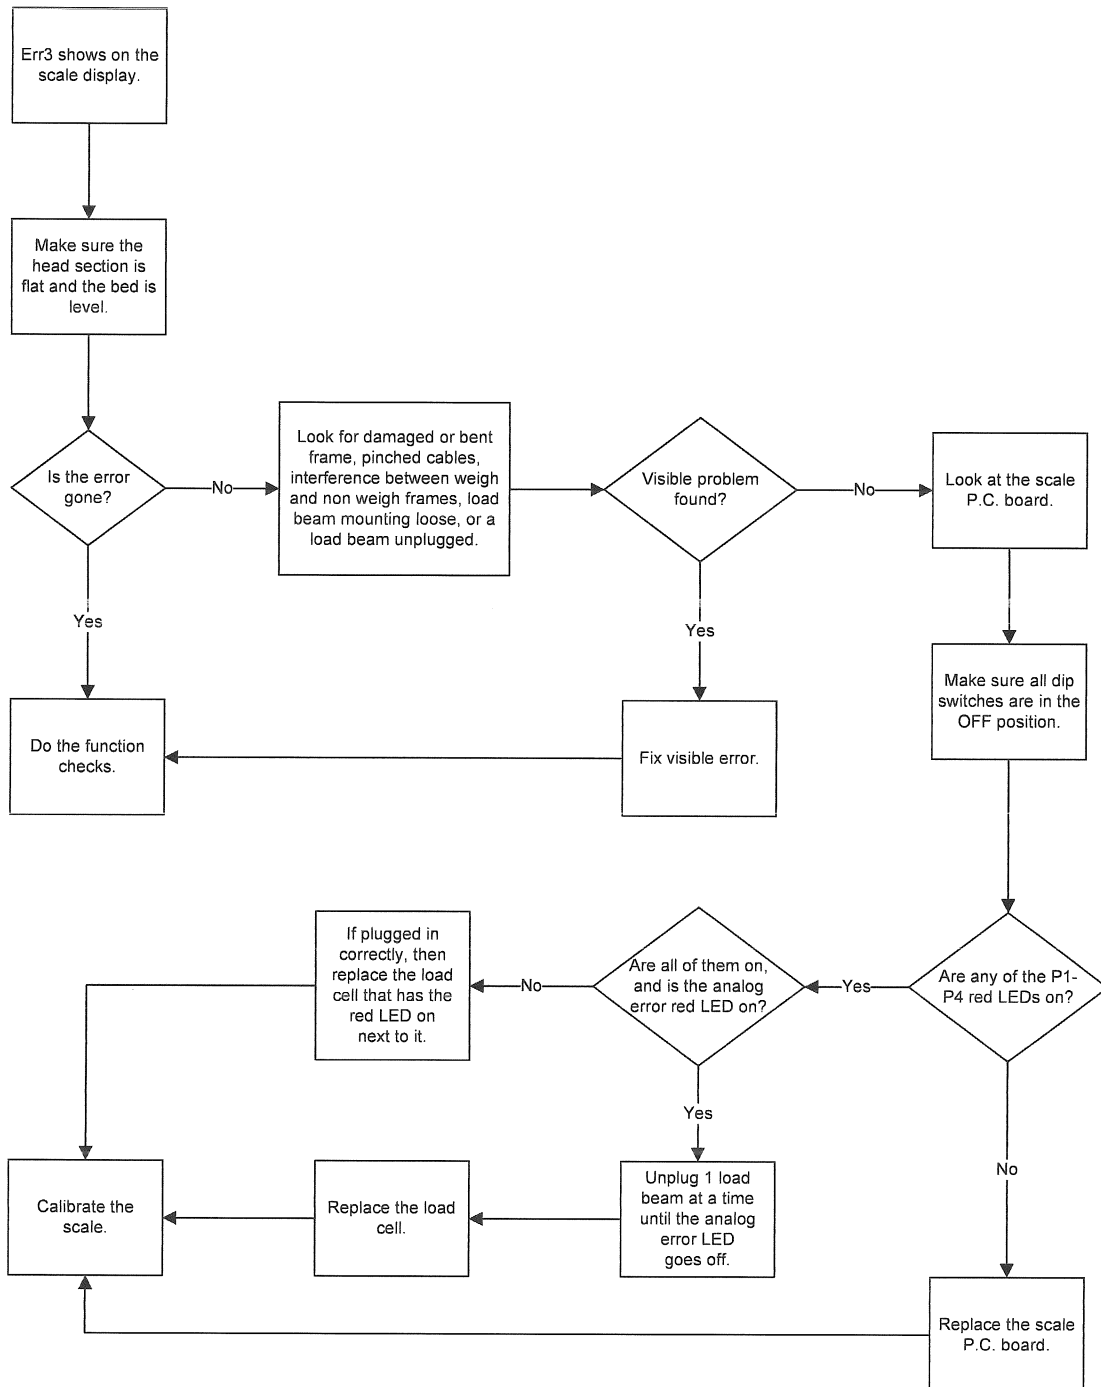 Err3 shows on the
scale display.
Make sure the
head section is
flat and the bed is
level.
Is the error
gone?
No
Look for damaged or bent
frame, pinched cables,
interference between weigh
and non weigh frames, load
beam mounting loose, or a
load beam unplugged.
Visible problem
found?
No
Look at the scale
P.C. board.
Yes
Yes
Make sure all dip
switches are in the
OFF position.
Do the function
checks.
Fix visible error.
If plugged in
correctly, then
replace the load
cell that has the
red LED on
next to it.
No
Are all of them on,
and is the analog
error red LED on?
Yes
Are any of the P1-
P4 red LEDs on?
Yes
No
Calibrate the
scale.
Replace the load
cell.
Unplug 1 load
beam at a time
until the analog
error LED
goes off.
Replace the scale
P.C. board.